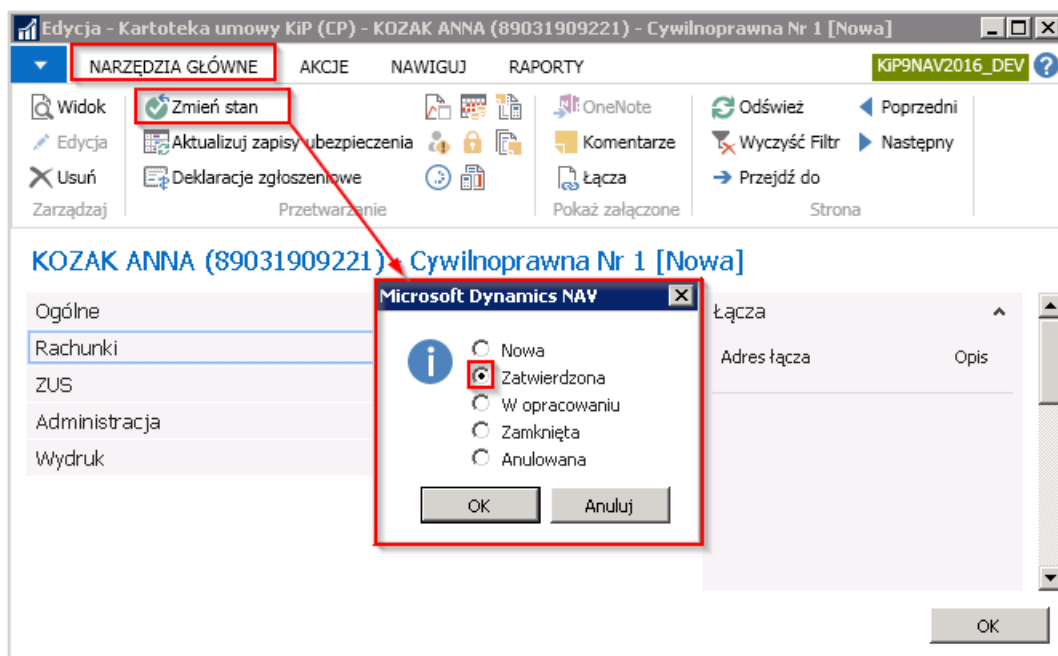 Edycja - Kartoteka umowy KiP (CP) - KOZAK ANNA (89031909221) - Cywilnoprawna Nr 1 [Nowa]
NARZĘDZIA GŁÓWNE AKCJE NAWIGUJ RAPORTY KiP9NAV2016_DEV ?
Widok Zmień stan OneNote Odśwież Poprzedni
Edycja Aktualizuj zapisy ubezpieczenia Komentarze Wyczyść Filtr Następny
Usuń Deklaracje zgłoszeniowe Łącza Przejdź do
Zarządzaj Przetwarzanie Pokaż załączone Strona
KOZAK ANNA (89031909221) - Cywilnoprawna Nr 1 [Nowa]
Ogólne
Rachunki
ZUS
Administracja
Wydruk
Microsoft Dynamics NAV
Nowa
Zatwierdzona
W opracowaniu
Zamknięta
Anulowana
OK Anuluj
Łącza
Adres łącza Opis
OK